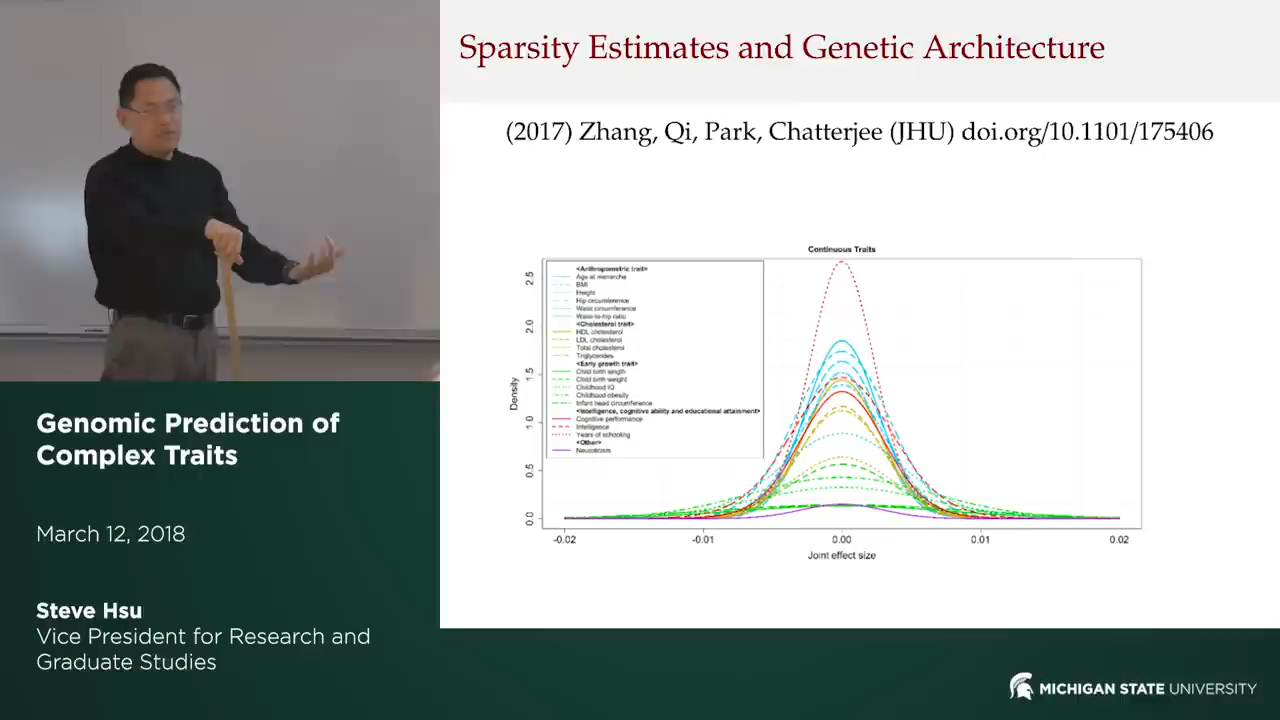 Sparsity Estimates and Genetic Architecture
(2017) Zhang, Qi, Park, Chatterjee (JHU) doi.org/10.1101/175406
Continuous Traits
<Anthropometric trait>
Age at menarche
BMI
Height
Hip circumference
Waist circumference
Waist-to-hip ratio
<Cholesterol trait>
HDL cholesterol
LDL cholesterol
Total cholesterol
Triglycerides
<Early growth trait>
Child birth length
Child birth weight
Childhood IQ
Childhood obesity
Infant head circumference
<Intelligence, cognitive ability and educational attainment>
Cognitive performance
Intelligence
Years of schooling
<Other>
Neuroticism
Density
2.5
2.0
1.5
1.0
0.5
0.0
-0.02
-0.01
0.00
0.01
0.02
Joint effect size
Genomic Prediction of
Complex Traits
March 12, 2018
Steve Hsu
Vice President for Research and
Graduate Studies
MICHIGAN STATE UNIVERSITY